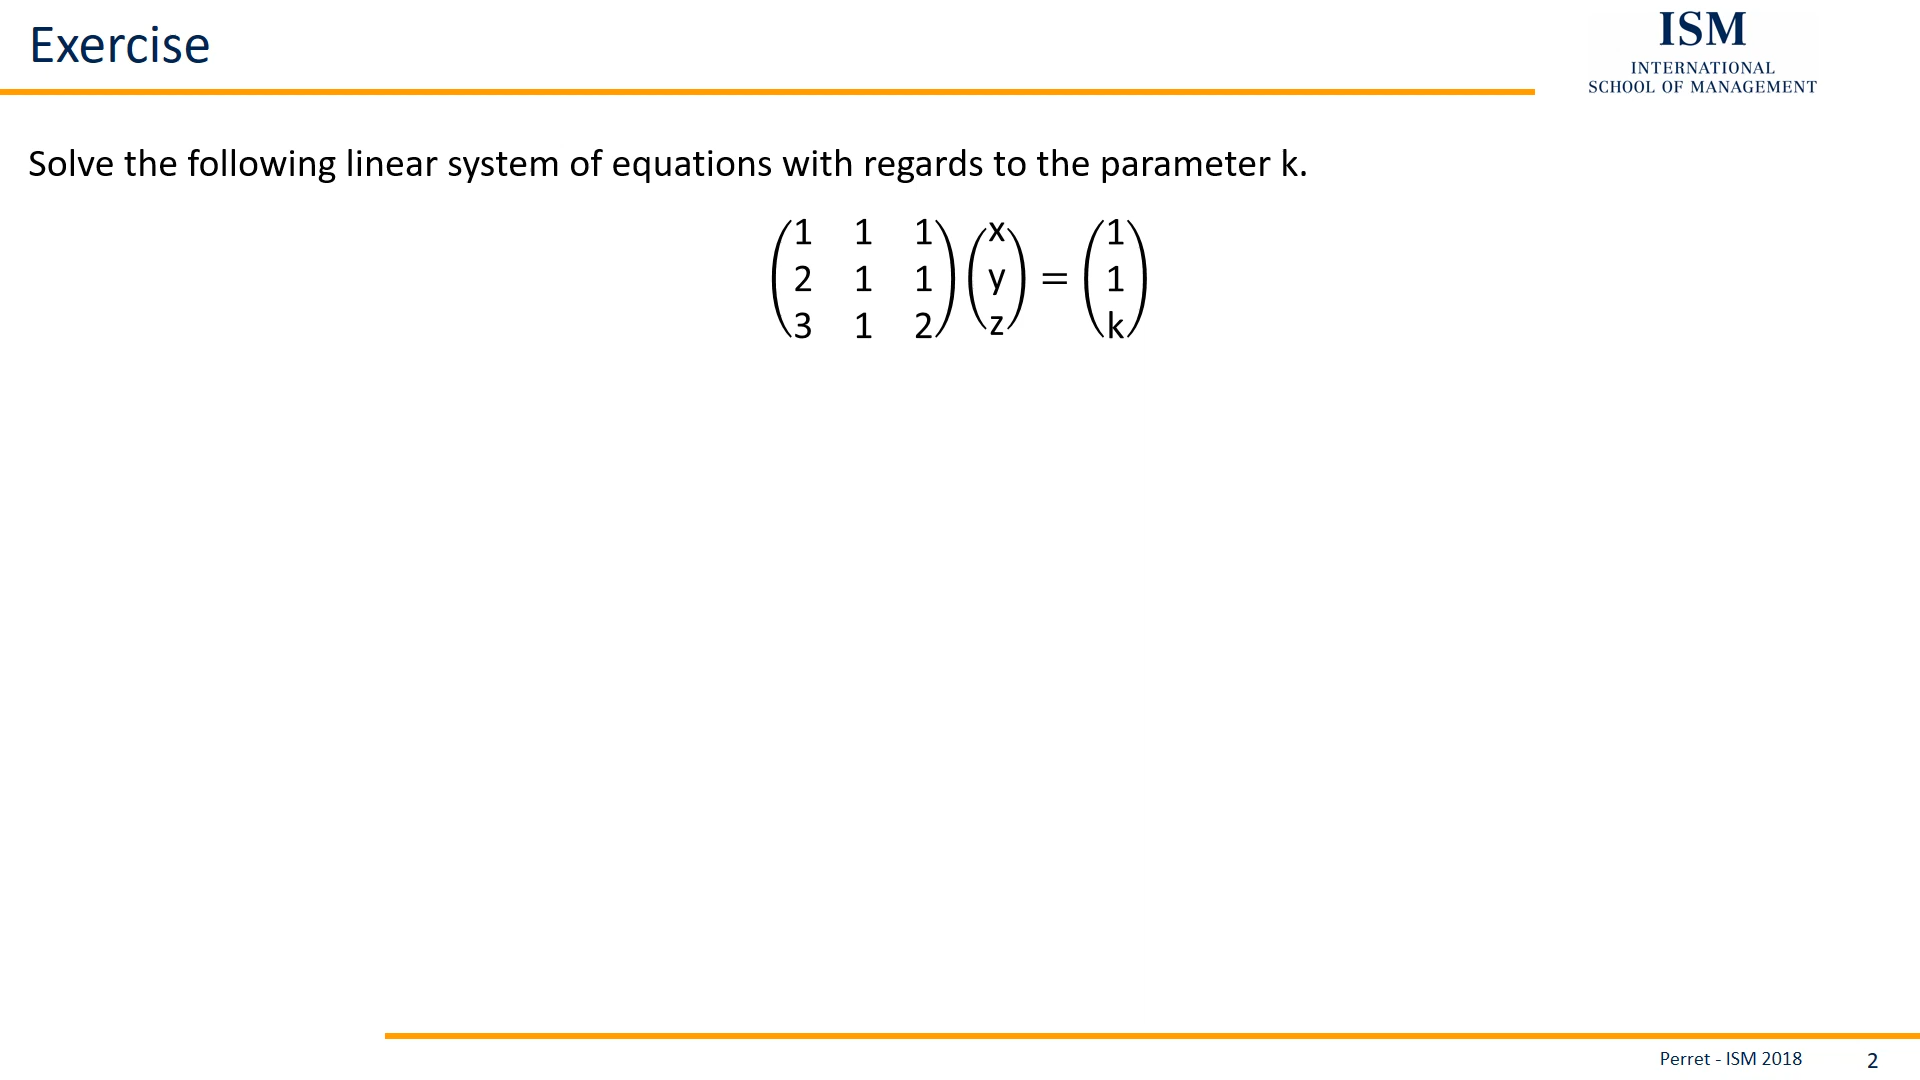 Exercise
ISM
INTERNATIONAL
SCHOOL OF MANAGEMENT
Solve the following linear system of equations with regards to the parameter k.
(1 1 1) (x) (1)
(2 1 1) (y) = (1)
(3 1 2) (z) (k)
Perret - ISM 2018 2